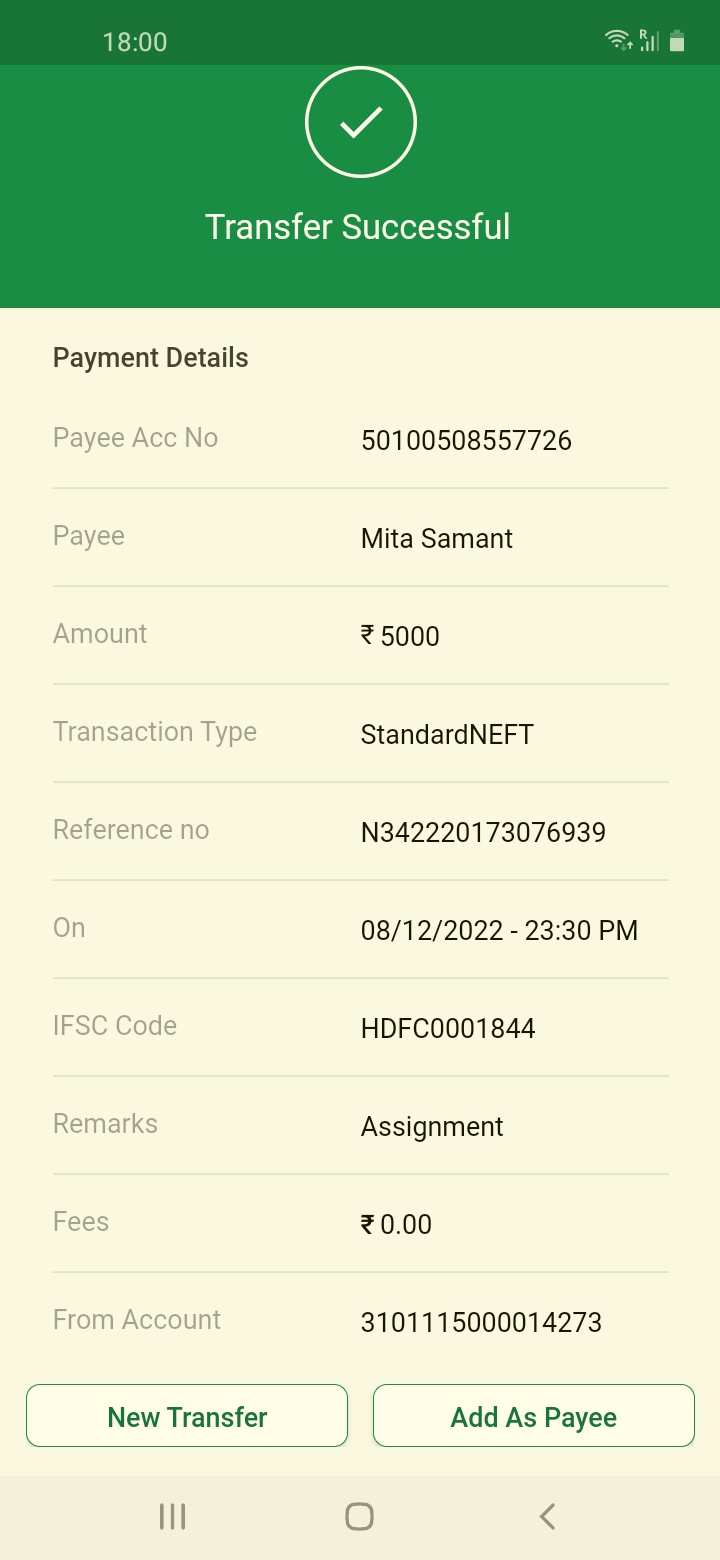 18:00
R
Transfer Successful
Payment Details
Payee Acc No 50100508557726
Payee Mita Samant
Amount ₹ 5000
Transaction Type StandardNEFT
Reference no N342220173076939
On 08/12/2022 - 23:30 PM
IFSC Code HDFC0001844
Remarks Assignment
Fees ₹ 0.00
From Account 3101115000014273
New Transfer Add As Payee